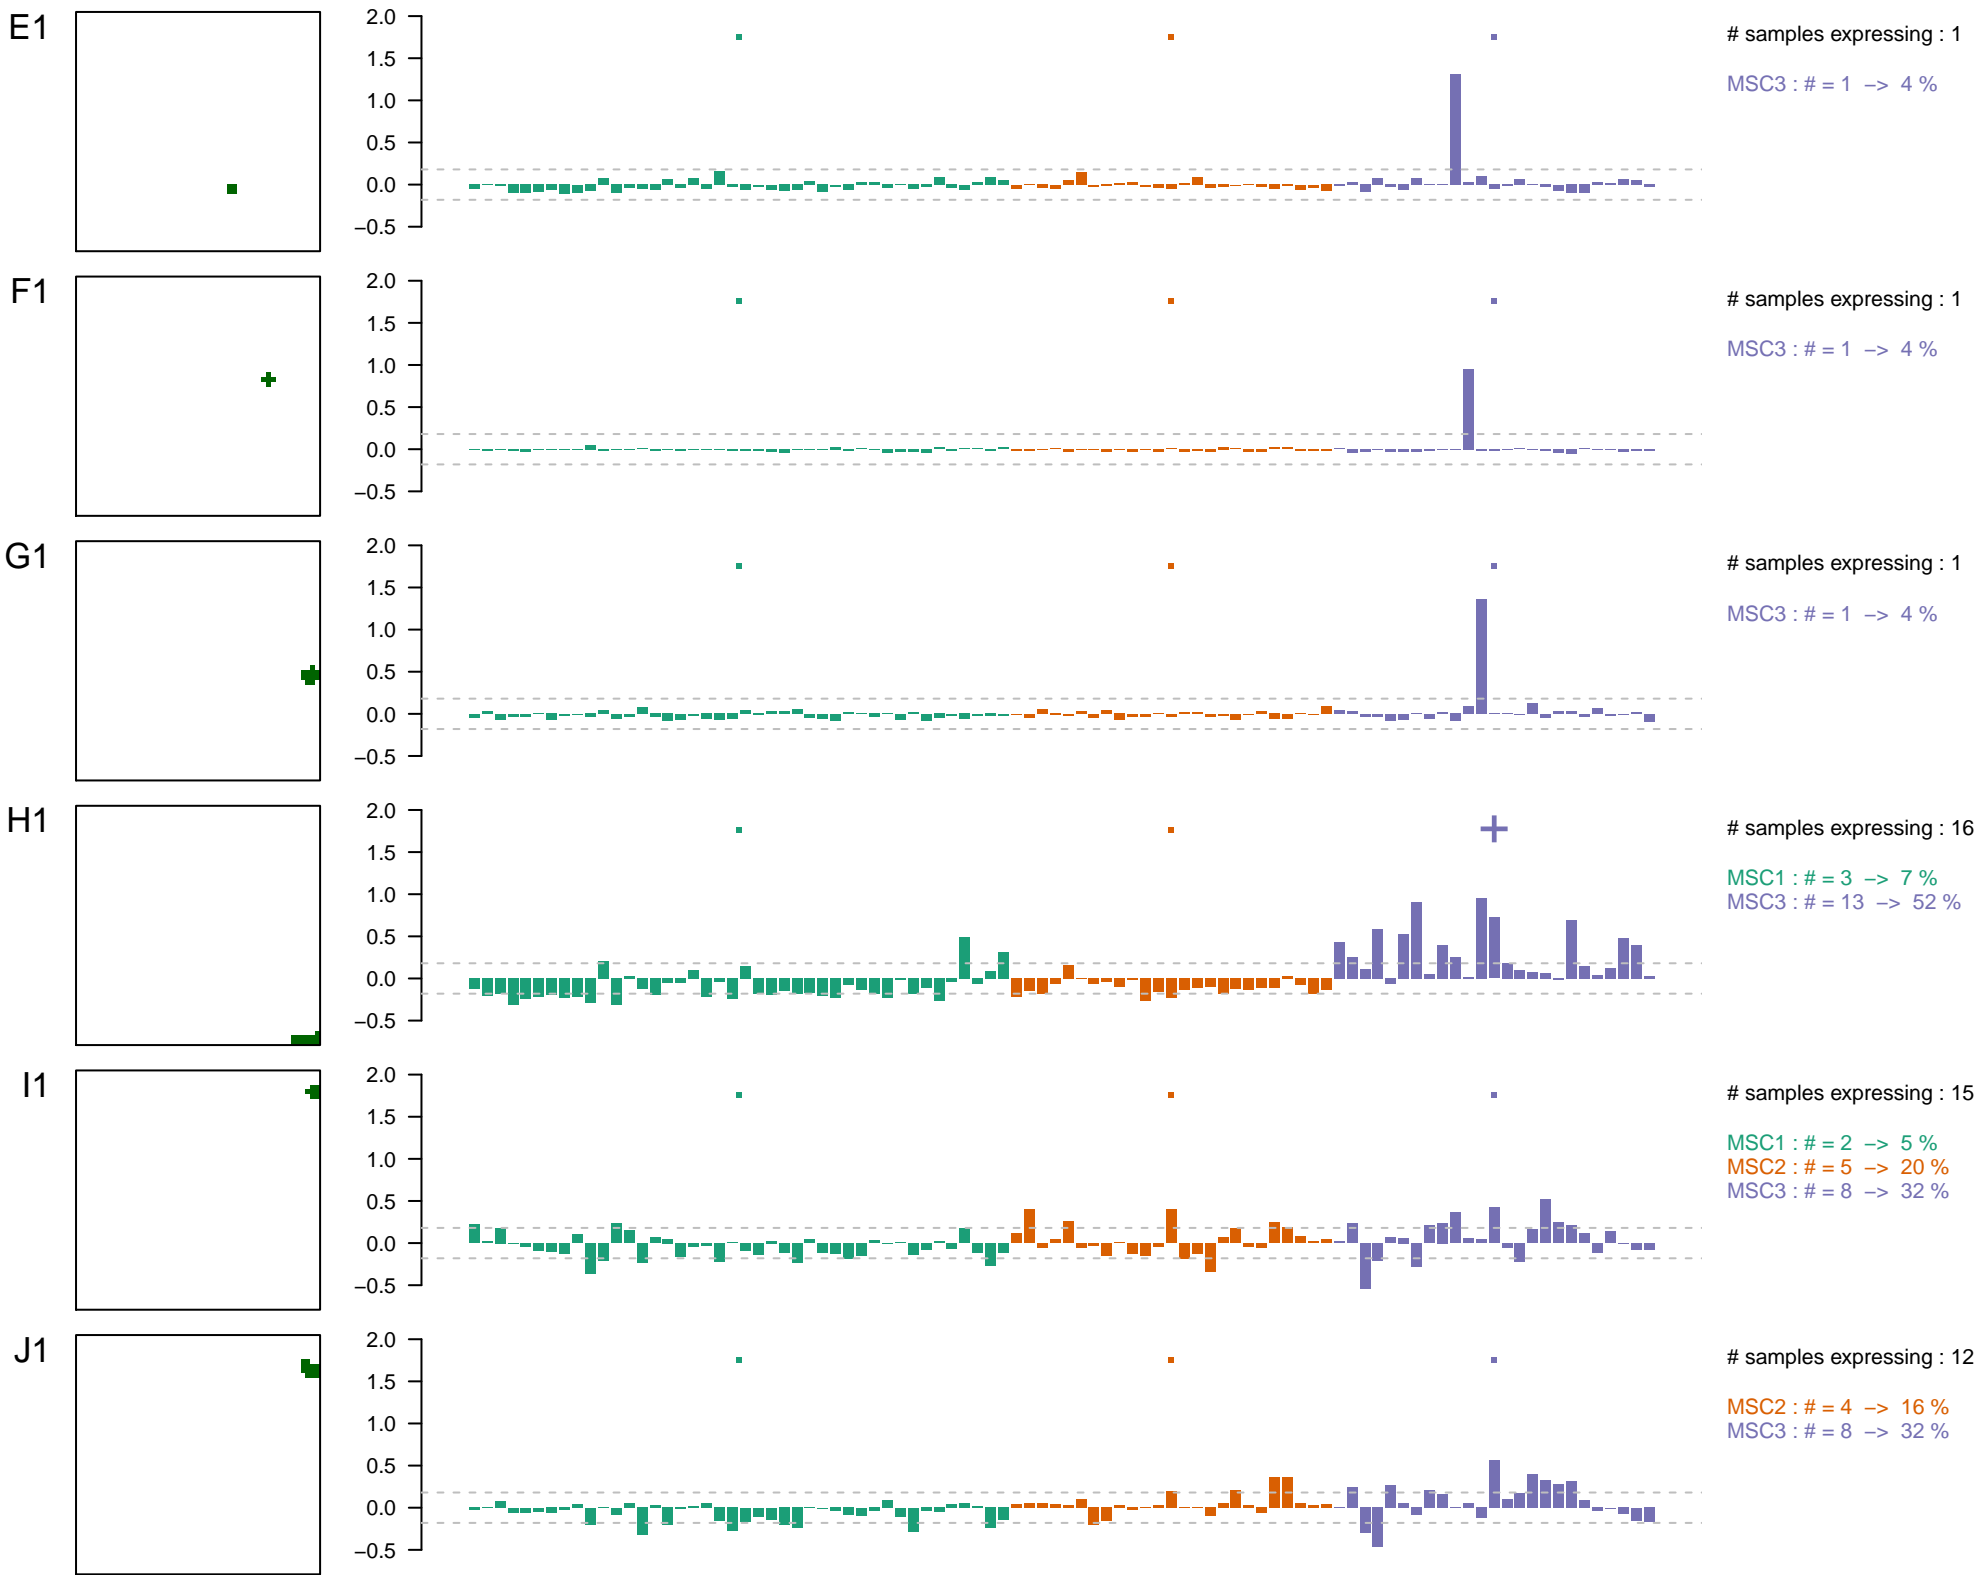 E1
2.0
1.5
1.0
0.5
0.0
−0.5
# samples expressing : 1
MSC3 : # = 1 −> 4 %
F1
2.0
1.5
1.0
0.5
0.0
−0.5
# samples expressing : 1
MSC3 : # = 1 −> 4 %
G1
2.0
1.5
1.0
0.5
0.0
−0.5
# samples expressing : 1
MSC3 : # = 1 −> 4 %
H1
2.0
1.5
1.0
0.5
0.0
−0.5
# samples expressing : 16
MSC1 : # = 3 −> 7 %
MSC3 : # = 13 −> 52 %
I1
2.0
1.5
1.0
0.5
0.0
−0.5
# samples expressing : 15
MSC1 : # = 2 −> 5 %
MSC2 : # = 5 −> 20 %
MSC3 : # = 8 −> 32 %
J1
2.0
1.5
1.0
0.5
0.0
−0.5
# samples expressing : 12
MSC2 : # = 4 −> 16 %
MSC3 : # = 8 −> 32 %